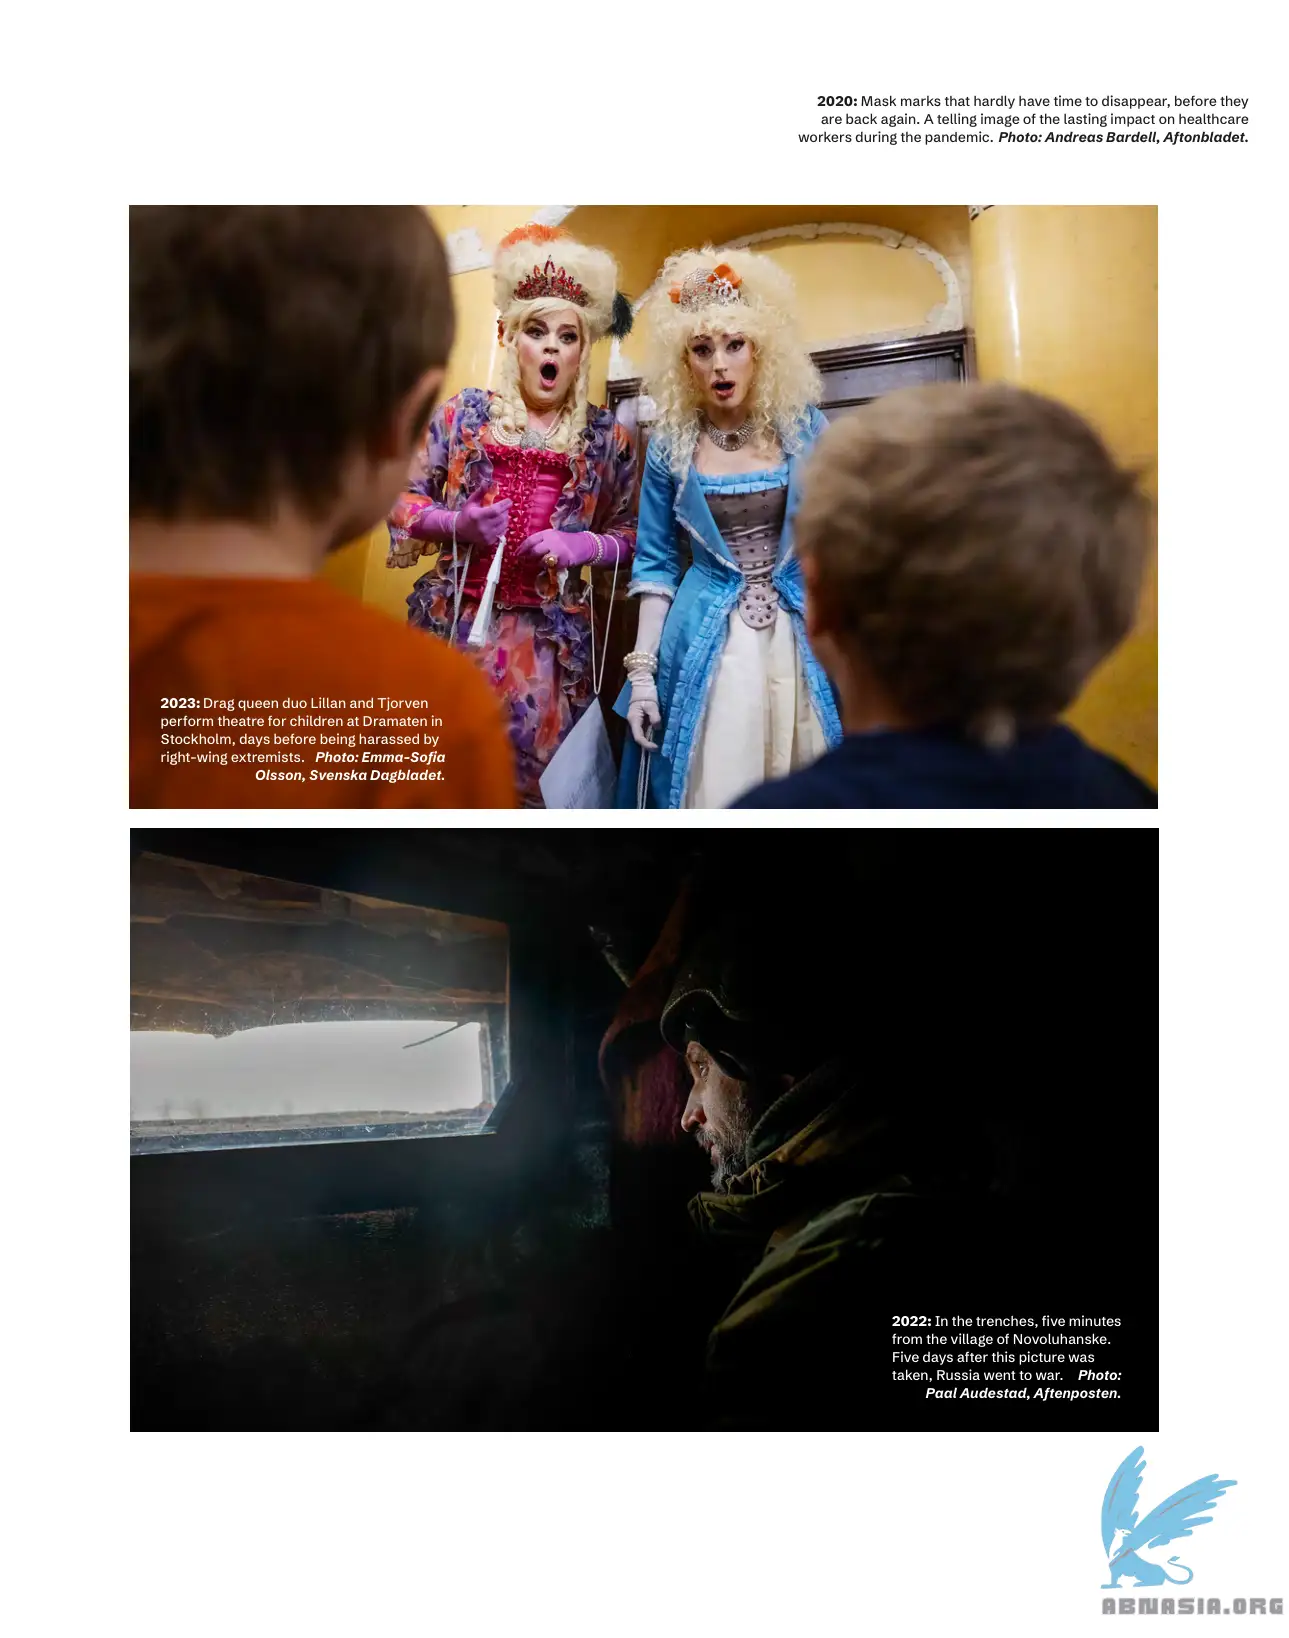 2020: Mask marks that hardly have time to disappear, before they
are back again. A telling image of the lasting impact on healthcare
workers during the pandemic. Photo: Andreas Bardell, Aftonbladet.
2023: Drag queen duo Lillan and Tjorven
perform theatre for children at Dramaten in
Stockholm, days before being harassed by
right-wing extremists. Photo: Emma-Sofia
Olsson, Svenska Dagbladet.
2022: In the trenches, five minutes
from the village of Novoluhanske.
Five days after this picture was
taken, Russia went to war. Photo:
Paal Audestad, Aftenposten.
ABNASIA.ORG